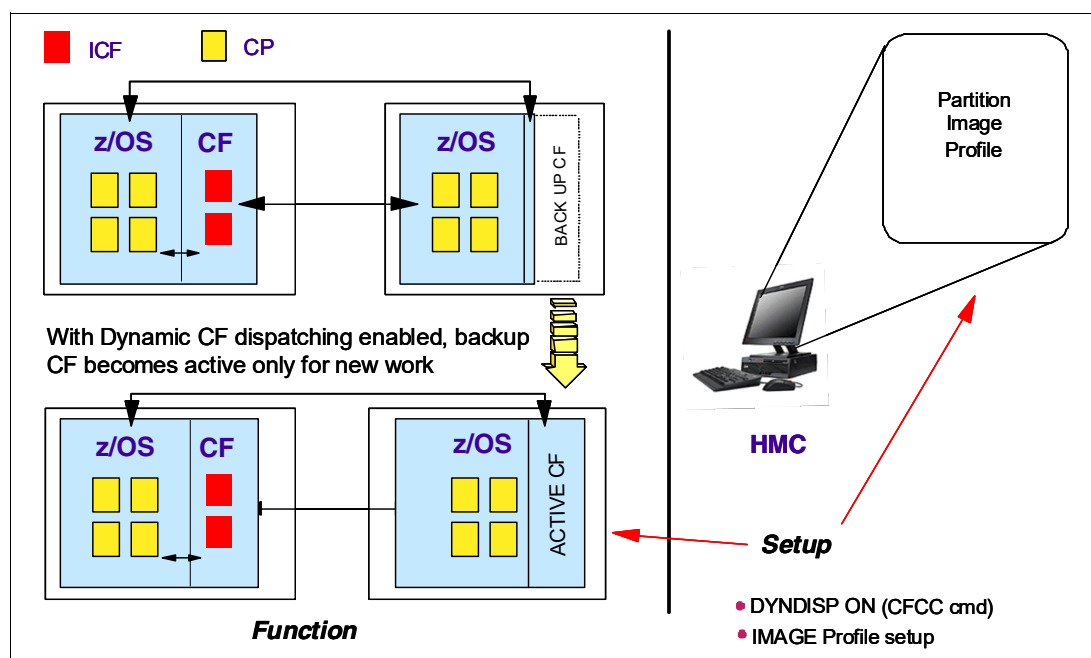 ICF
CP
z/OS
CF
z/OS
BACK UP CF
With Dynamic CF dispatching enabled, backup
CF becomes active only for new work
z/OS
CF
z/OS
ACTIVE CF
Function
Partition
Image
Profile
HMC
Setup
DYNDISP ON (CFCC cmd)
IMAGE Profile setup